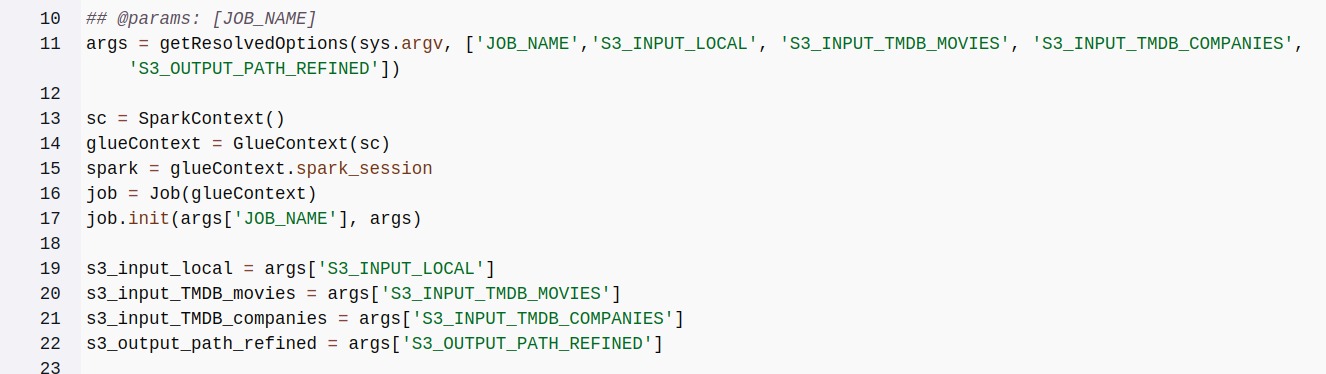 10 ## @params: [JOB_NAME]
11 args = getResolvedOptions(sys.argv, ['JOB_NAME','S3_INPUT_LOCAL', 'S3_INPUT_TMDB_MOVIES', 'S3_INPUT_TMDB_COMPANIES',
'S3_OUTPUT_PATH_REFINED'])
12
13 sc = SparkContext()
14 glueContext = GlueContext(sc)
15 spark = glueContext.spark_session
16 job = Job(glueContext)
17 job.init(args['JOB_NAME'], args)
18
19 s3_input_local = args['S3_INPUT_LOCAL']
20 s3_input_TMDB_movies = args['S3_INPUT_TMDB_MOVIES']
21 s3_input_TMDB_companies = args['S3_INPUT_TMDB_COMPANIES']
22 s3_output_path_refined = args['S3_OUTPUT_PATH_REFINED']
23